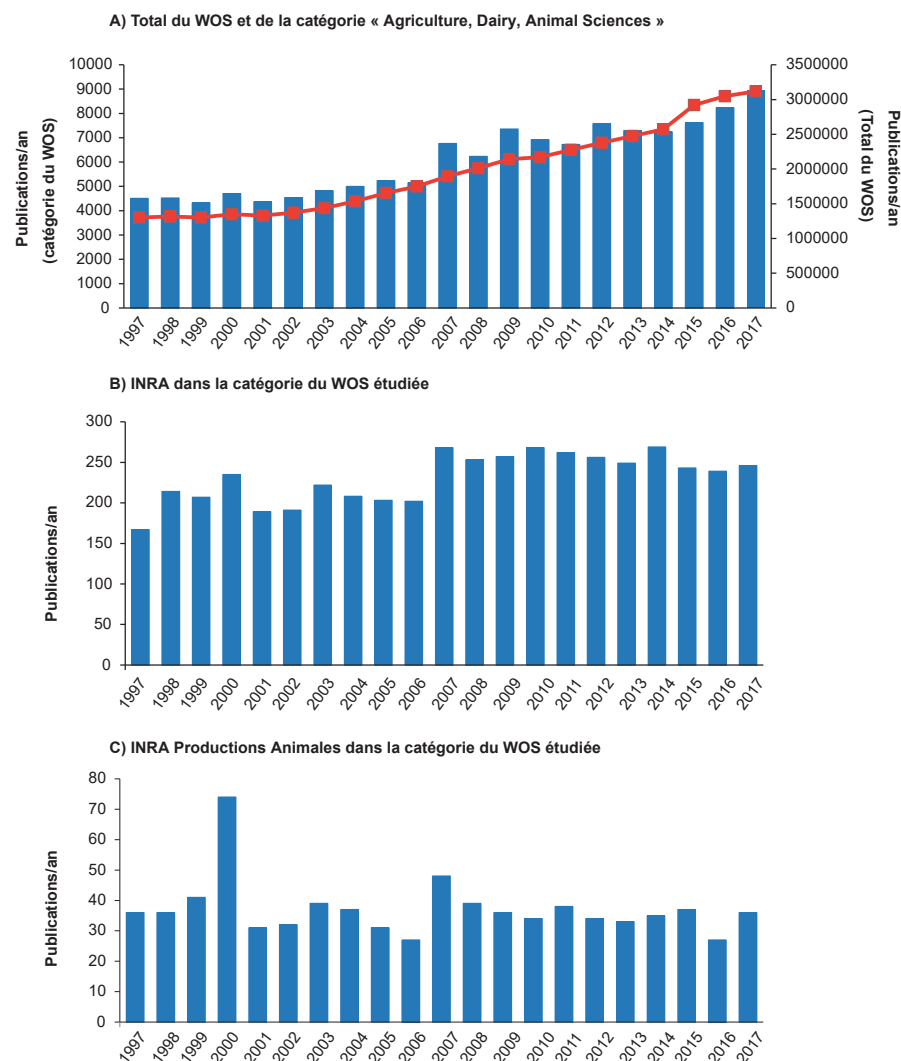 A) Total du WOS et de la catégorie « Agriculture, Dairy, Animal Sciences »
Publications/an
(catégorie du WOS)
10000
9000
8000
7000
6000
5000
4000
3000
2000
1000
0
3500000
3000000
2500000
2000000
1500000
1000000
500000
0
Publications/an
(Total du WOS)
1997 1998 1999 2000 2001 2002 2003 2004 2005 2006 2007 2008 2009 2010 2011 2012 2013 2014 2015 2016 2017
B) INRA dans la catégorie du WOS étudiée
Publications/an
300
250
200
150
100
50
0
1997 1998 1999 2000 2001 2002 2003 2004 2005 2006 2007 2008 2009 2010 2011 2012 2013 2014 2015 2016 2017
C) INRA Productions Animales dans la catégorie du WOS étudiée
Publications/an
80
70
60
50
40
30
20
10
0
1997 1998 1999 2000 2001 2002 2003 2004 2005 2006 2007 2008 2009 2010 2011 2012 2013 2014 2015 2016 2017